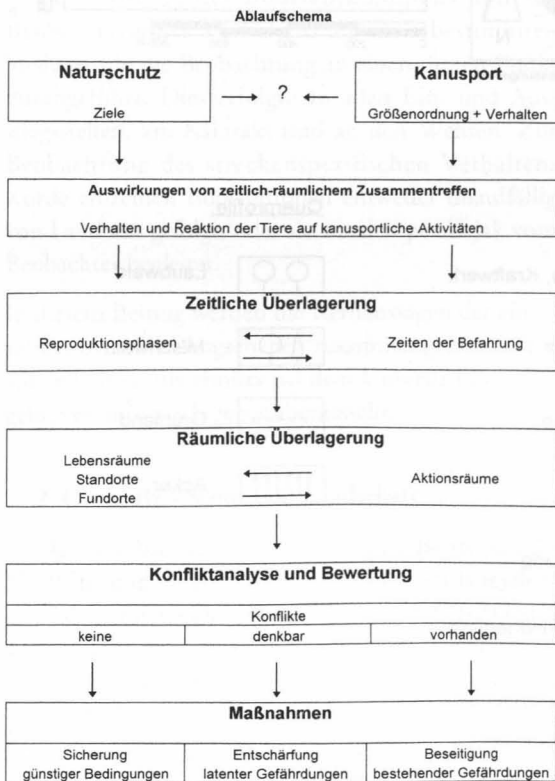 Ablaufschema
Naturschutz
Ziele
?
Kanusport
Größenordnung + Verhalten
Auswirkungen von zeitlich-räumlichem Zusammentreffen
Verhalten und Reaktion der Tiere auf kanusportliche Aktivitäten
Zeitliche Überlagerung
Reproduktionsphasen
Zeiten der Befahrung
Räumliche Überlagerung
Lebensräume
Standorte
Fundorte
Aktionsräume
Konfliktanalyse und Bewertung
Konflikte
keine
denkbar
vorhanden
Maßnahmen
Sicherung
günstiger Bedingungen
Entschärfung
latenter Gefährdungen
Beseitigung
bestehender Gefährdungen